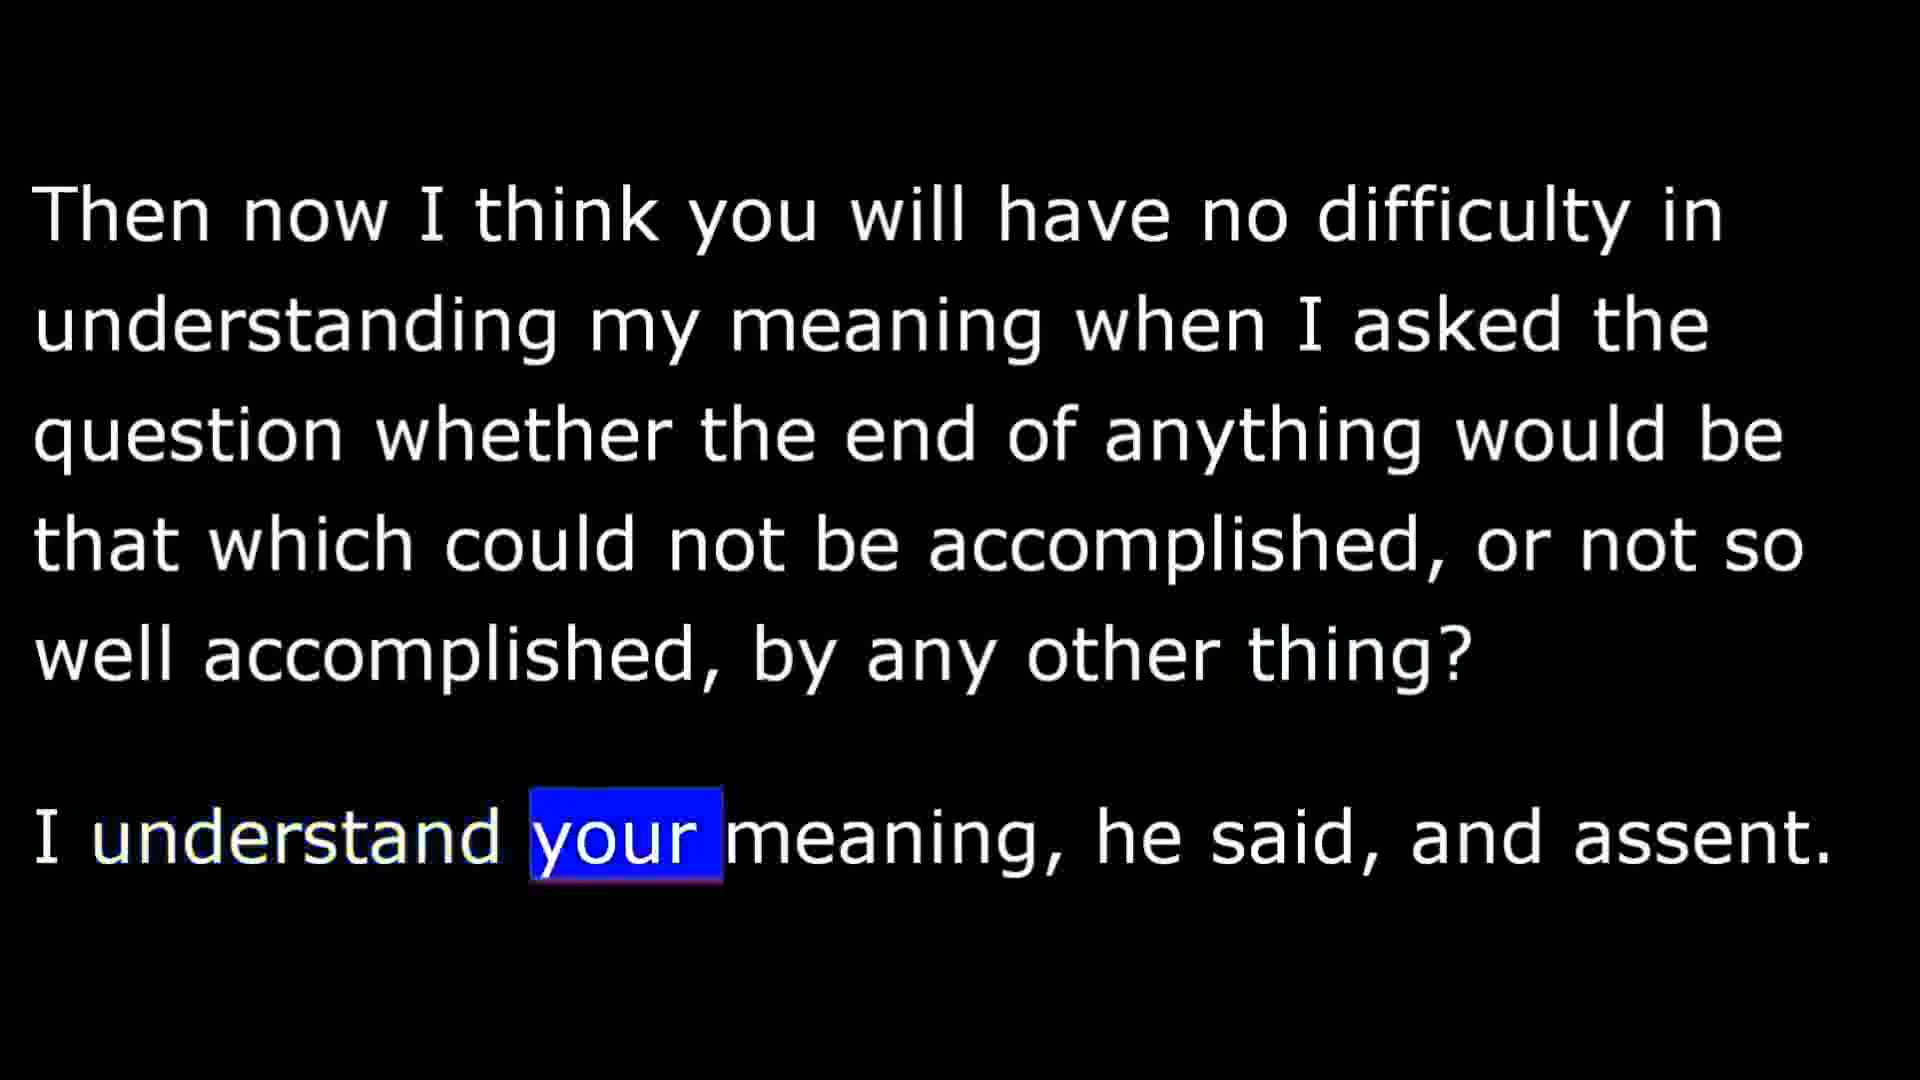 Then now I think you will have no difficulty in
understanding my meaning when I asked the
question whether the end of anything would be
that which could not be accomplished, or not so
well accomplished, by any other thing?
I understand your meaning, he said, and assent.